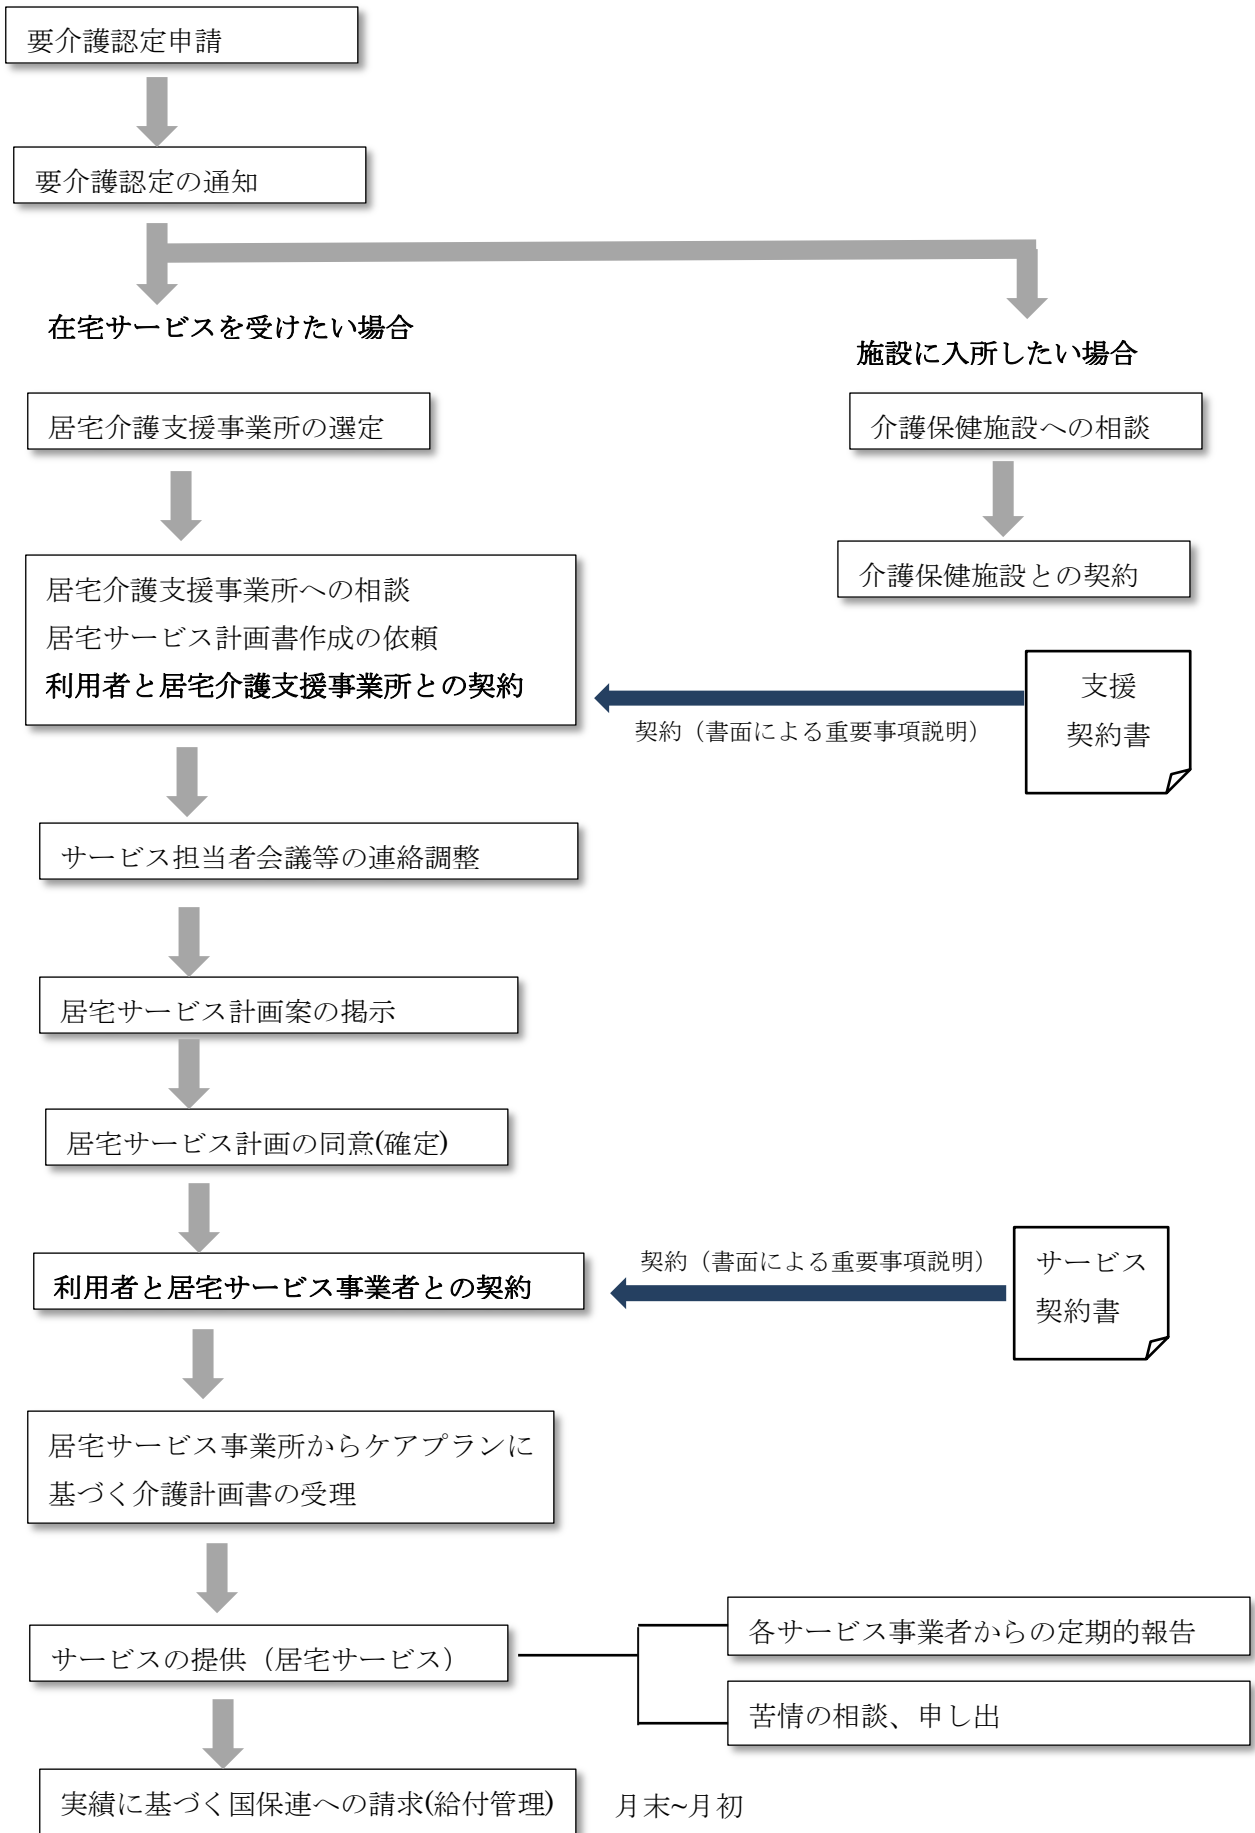 要介護認定申請
要介護認定の通知
在宅サービスを受けたい場合
施設に入所したい場合
居宅介護支援事業所の選定
介護保健施設への相談
居宅介護支援事業所への相談
居宅サービス計画書作成の依頼
利用者と居宅介護支援事業所との契約
介護保健施設との契約
契約（書面による重要事項説明）
支援
契約書
サービス担当者会議等の連絡調整
居宅サービス計画案の掲示
居宅サービス計画の同意(確定)
利用者と居宅サービス事業者との契約
契約（書面による重要事項説明）
サービス
契約書
居宅サービス事業所からケアプランに
基づく介護計画書の受理
サービスの提供（居宅サービス）
各サービス事業者からの定期的報告
苦情の相談、申し出
実績に基づく国保連への請求(給付管理)
月末~月初